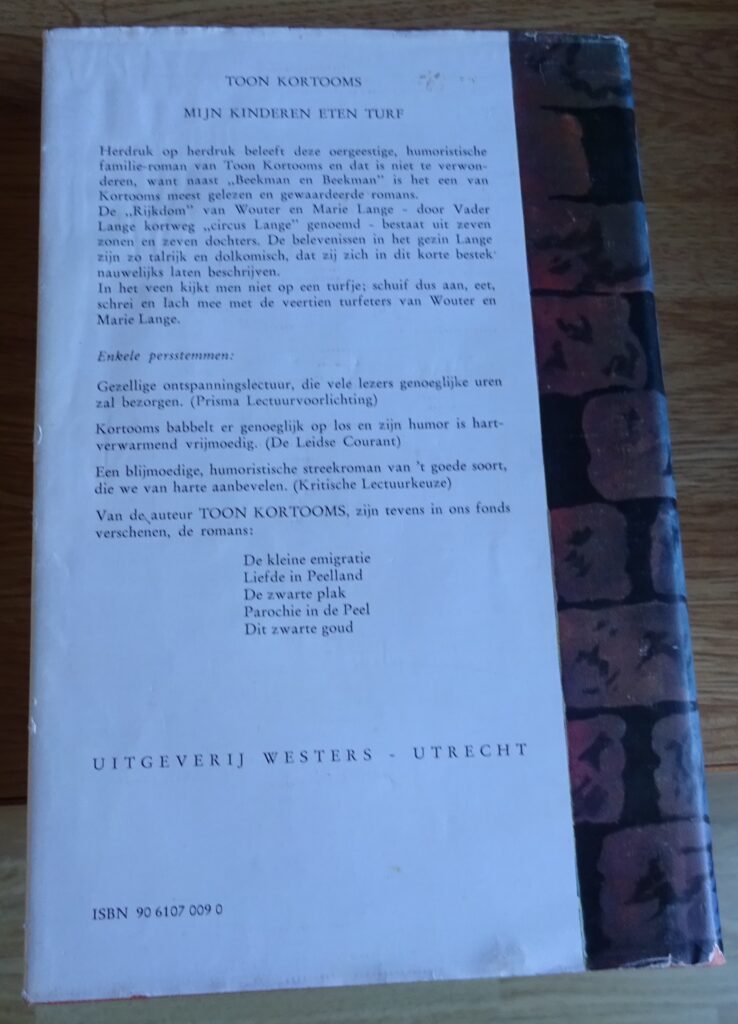 TOON KORTOOMS
MIJN KINDEREN ETEN TURF
Herdruk op herdruk beleeft deze oergeestige, humoristische
familie-roman van Toon Kortooms en dat is niet te verwon-
deren, want naast „Beekman en Beekman” is het een van
Kortooms meest gelezen en gewaardeerde romans.
De „Rijkdom” van Wouter en Marie Lange - door Vader
Lange kortweg „circus Lange” genoemd - bestaat uit zeven
zonen en zeven dochters. De belevenissen in het gezin Lange
zijn zo talrijk en dolkomisch, dat zij zich in dit korte bestek
nauwelijks laten beschrijven.
In het veen kijkt men niet op een turfje; schuif dus aan, eet,
schrei en lach mee met de veertien turfeters van Wouter en
Marie Lange.
Enkele persstemmen:
Gezellige ontspanningslectuur, die vele lezers genoeglijke uren
zal bezorgen. (Prisma Lectuurvoorlichting)
Kortooms babbelt er genoeglijk op los en zijn humor is hart-
verwarmend vrijmoedig. (De Leidse Courant)
Een blijmoedige, humoristische streekroman van 't goede soort,
die we van harte aanbevelen. (Kritische Lectuurkeuze)
Van de auteur TOON KORTOOMS, zijn tevens in ons fonds
verschenen, de romans:
De kleine emigratie
Liefde in Peelland
De zwarte plak
Parochie in de Peel
Dit zwarte goud
UITGEVERIJ WESTERS - UTRECHT
ISBN 90 6107 009 0